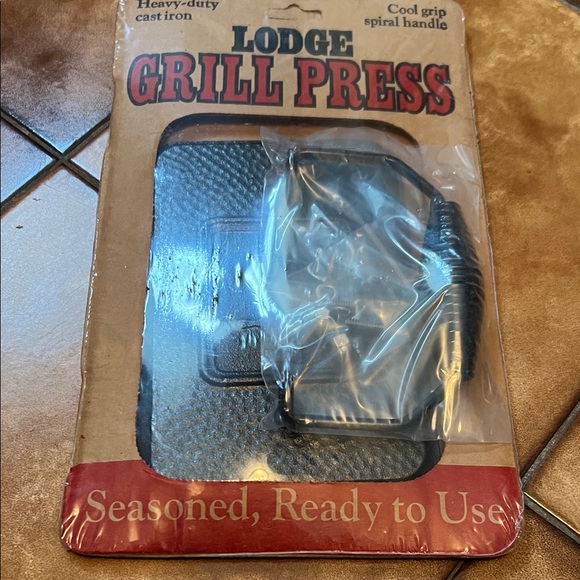 Heavy-duty
cast iron
Cool grip
spiral handle
LODGE
GRILL PRESS
Seasoned, Ready to Use